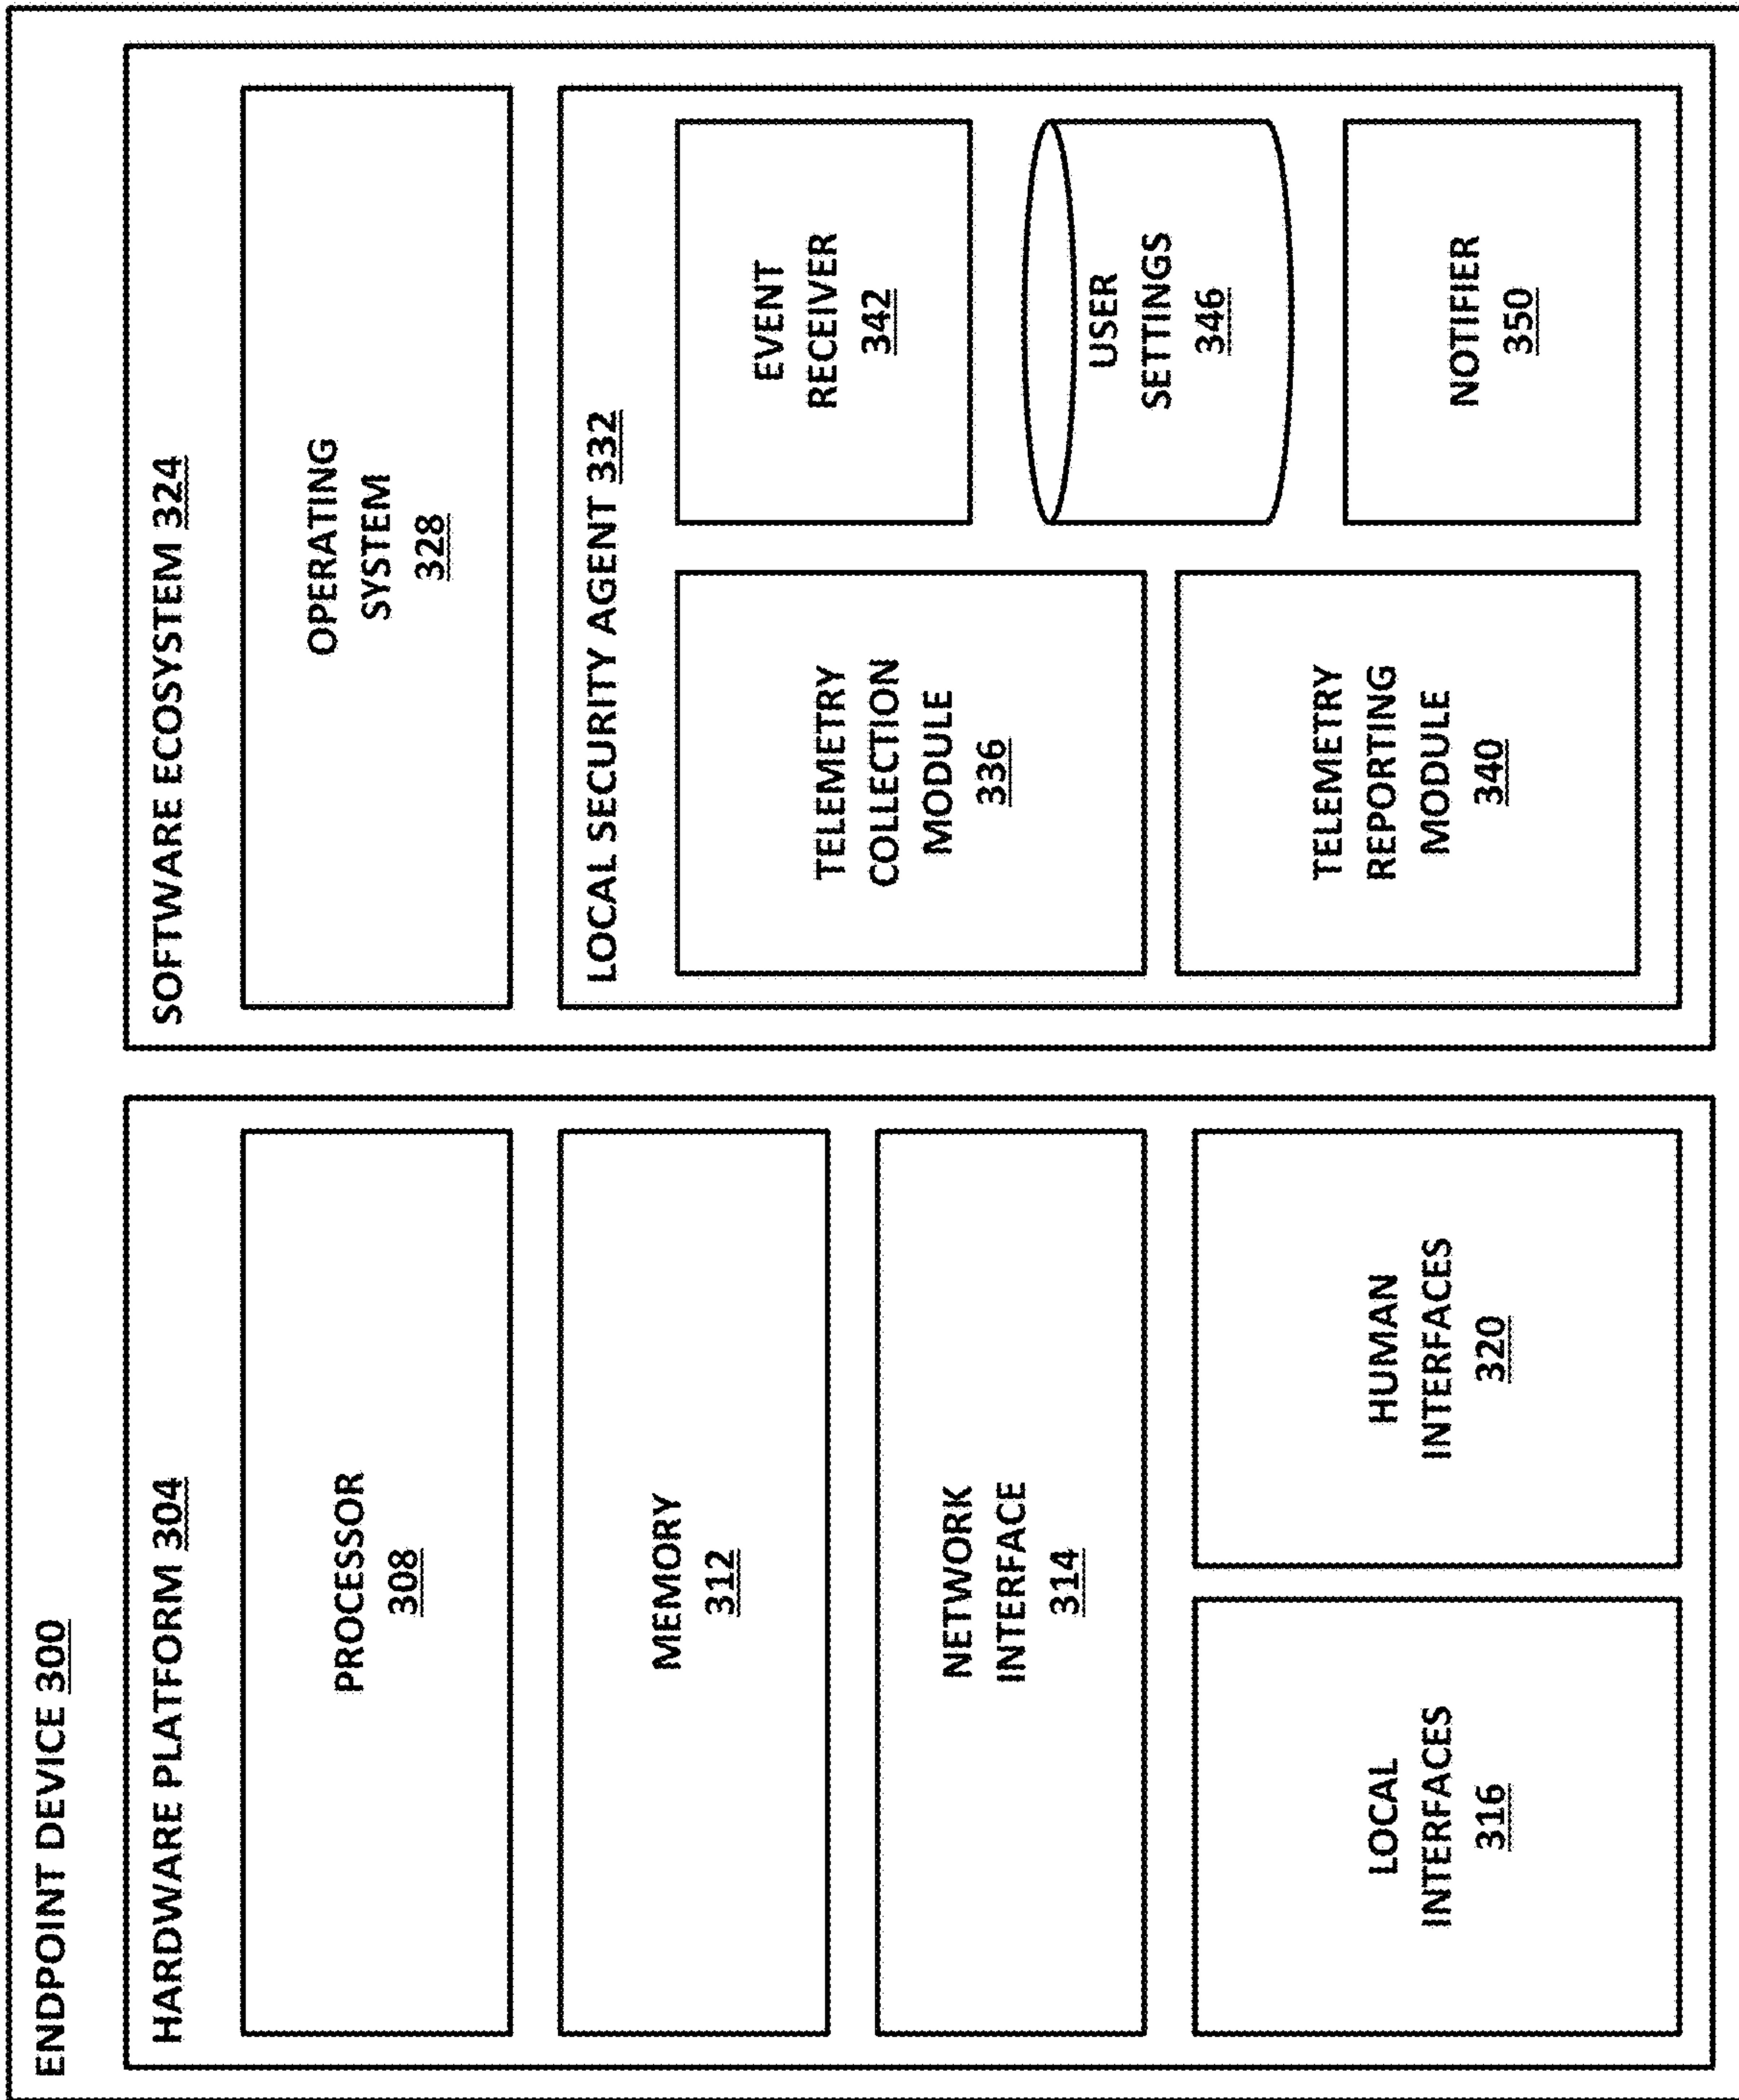 ENDPOINT DEVICE 300
HARDWARE PLATFORM 304
PROCESSOR
308
MEMORY
312
NETWORK
INTERFACE
314
LOCAL
INTERFACES
316
HUMAN
INTERFACES
320
SOFTWARE ECOSYSTEM 324
OPERATING
SYSTEM
328
LOCAL SECURITY AGENT 332
TELEMETRY
COLLECTION
MODULE
336
EVENT
RECEIVER
342
USER
SETTINGS
346
TELEMETRY
REPORTING
MODULE
340
NOTIFIER
350